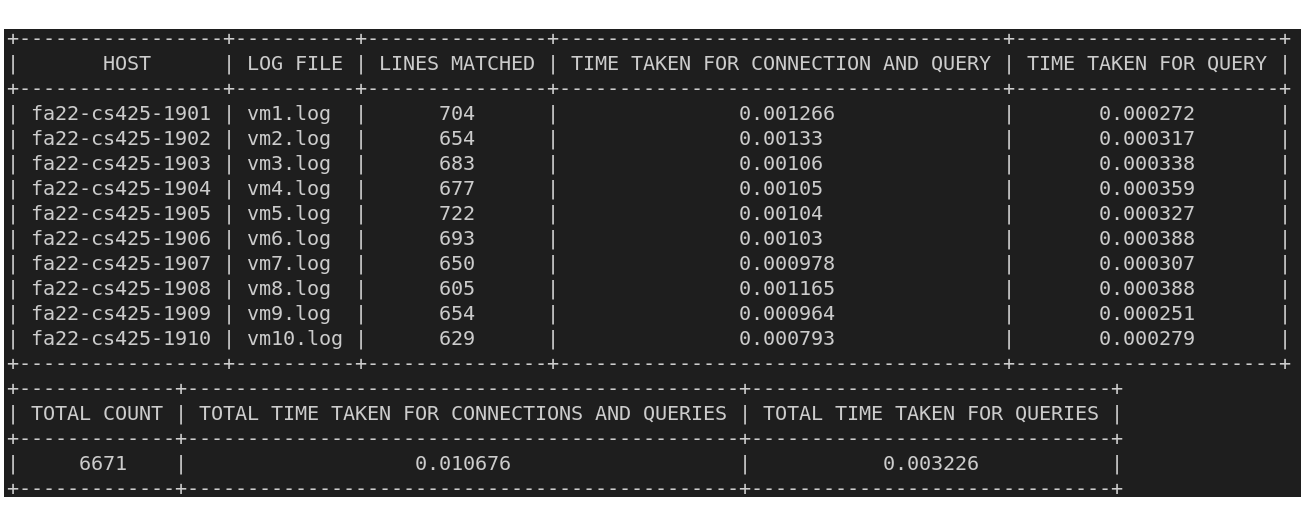 +-----------------+----------+---------------+-------------------------------------+----------------------+
|       HOST      | LOG FILE | LINES MATCHED | TIME TAKEN FOR CONNECTION AND QUERY | TIME TAKEN FOR QUERY |
+-----------------+----------+---------------+-------------------------------------+----------------------+
| fa22-cs425-1901 | vm1.log  |      704      |               0.001266              |       0.000272       |
| fa22-cs425-1902 | vm2.log  |      654      |               0.00133               |       0.000317       |
| fa22-cs425-1903 | vm3.log  |      683      |               0.00106               |       0.000338       |
| fa22-cs425-1904 | vm4.log  |      677      |               0.00105               |       0.000359       |
| fa22-cs425-1905 | vm5.log  |      722      |               0.00104               |       0.000327       |
| fa22-cs425-1906 | vm6.log  |      693      |               0.00103               |       0.000388       |
| fa22-cs425-1907 | vm7.log  |      650      |               0.000978              |       0.000307       |
| fa22-cs425-1908 | vm8.log  |      605      |               0.001165              |       0.000388       |
| fa22-cs425-1909 | vm9.log  |      654      |               0.000964              |       0.000251       |
| fa22-cs425-1910 | vm10.log |      629      |               0.000793              |       0.000279       |
+-----------------+----------+---------------+-------------------------------------+----------------------+
+-------------+----------------------------------------------+------------------------------+
| TOTAL COUNT | TOTAL TIME TAKEN FOR CONNECTIONS AND QUERIES | TOTAL TIME TAKEN FOR QUERIES |
+-------------+----------------------------------------------+------------------------------+
|     6671    |                   0.010676                   |           0.003226           |
+-------------+----------------------------------------------+------------------------------+